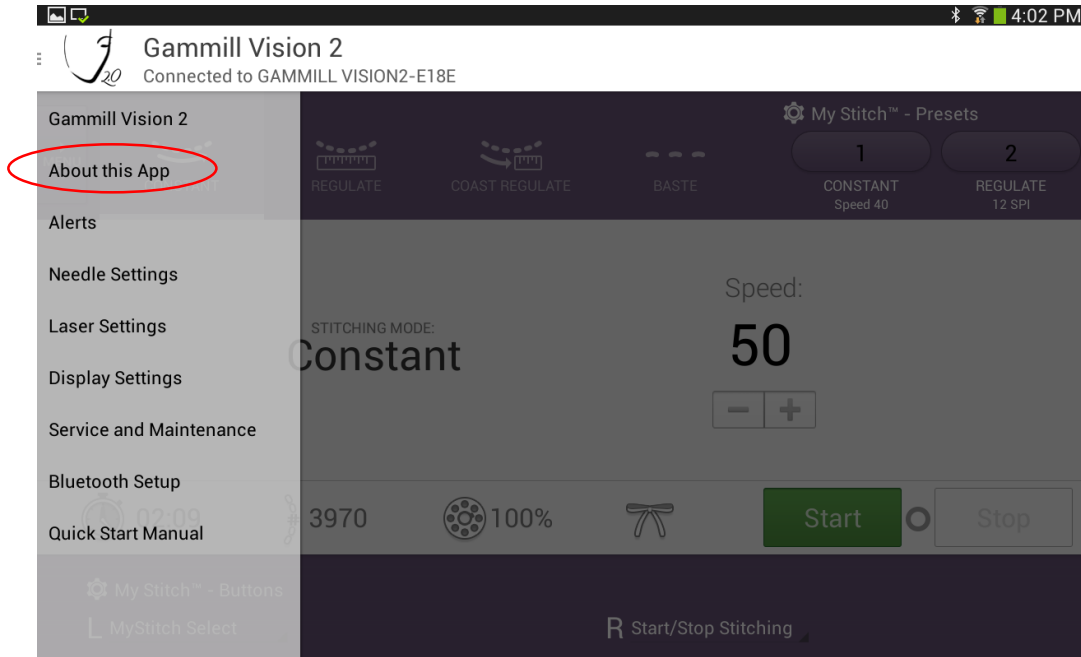 4:02 PM
20
Gammill Vision 2
Connected to GAMMILL VISION2-E18E
Gammill Vision 2
About this App
Alerts
Needle Settings
Laser Settings
Display Settings
Service and Maintenance
Bluetooth Setup
Quick Start Manual
My Stitch™ - Presets
REGULATE
COAST REGULATE
BASTE
1
CONSTANT
Speed 40
2
REGULATE
12 SPI
STITCHING MODE:
Constant
Speed:
50
02:09
3970
100%
Start
Stop
My Stitch™ - Buttons
L MyStitch Select
R Start/Stop Stitching